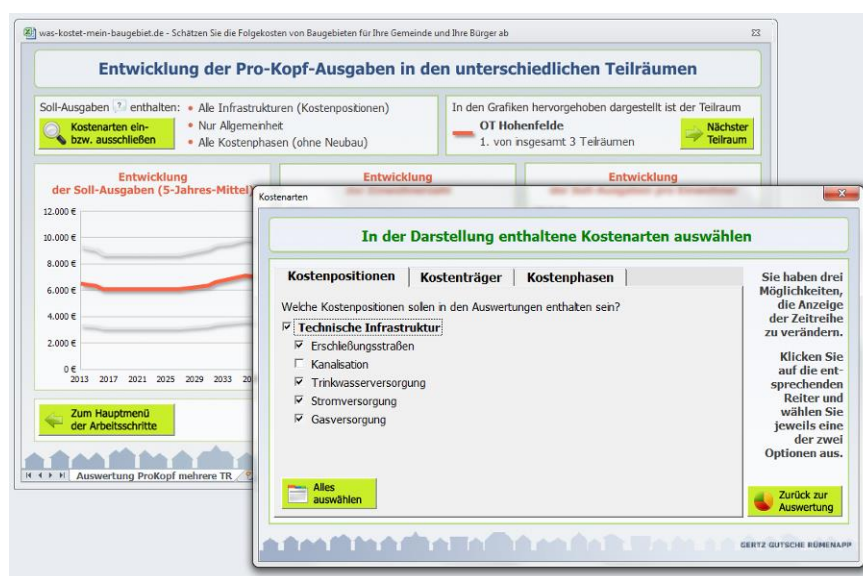 was-kostet-mein-baugebiet.de - Schätzen Sie die Folgekosten von Baugebieten für Ihre Gemeinde und Ihre Bürger ab
Entwicklung der Pro-Kopf-Ausgaben in den unterschiedlichen Teilräumen
Soll-Ausgaben ? enthalten:
• Alle Infrastrukturen (Kostenpositionen)
• Nur Allgemeinheit
• Alle Kostenphasen (ohne Neubau)
Kostenarten ein-
bzw. ausschließen
In den Grafiken hervorgehoben dargestellt ist der Teilraum
OT Hohenfelde
1. von insgesamt 3 Teilräumen
Nächster
Teilraum
Entwicklung
der Soll-Ausgaben (5-Jahres-Mittel)
Entwicklung
Entwicklung
12.000 €
10.000 €
8.000 €
6.000 €
4.000 €
2.000 €
0 €
2013 2017 2021 2025 2029 2033
Zum Hauptmenü
der Arbeitsschritte
Auswertung ProKopf mehrere TR
Kostenarten
In der Darstellung enthaltene Kostenarten auswählen
Kostenpositionen
Kostenträger
Kostenphasen
Welche Kostenpositionen sollen in den Auswertungen enthalten sein?
Technische Infrastruktur
Erschließungsstraßen
Kanalisation
Trinkwasserversorgung
Stromversorgung
Gasversorgung
Alles
auswählen
Sie haben drei
Möglichkeiten,
die Anzeige
der Zeitreihe
zu verändern.
Klicken Sie
auf die ent-
sprechenden
Reiter und
wählen Sie
jeweils eine
der zwei
Optionen aus.
Zurück zur
Auswertung
GERTZ GUTSCHE RÜMENAPP